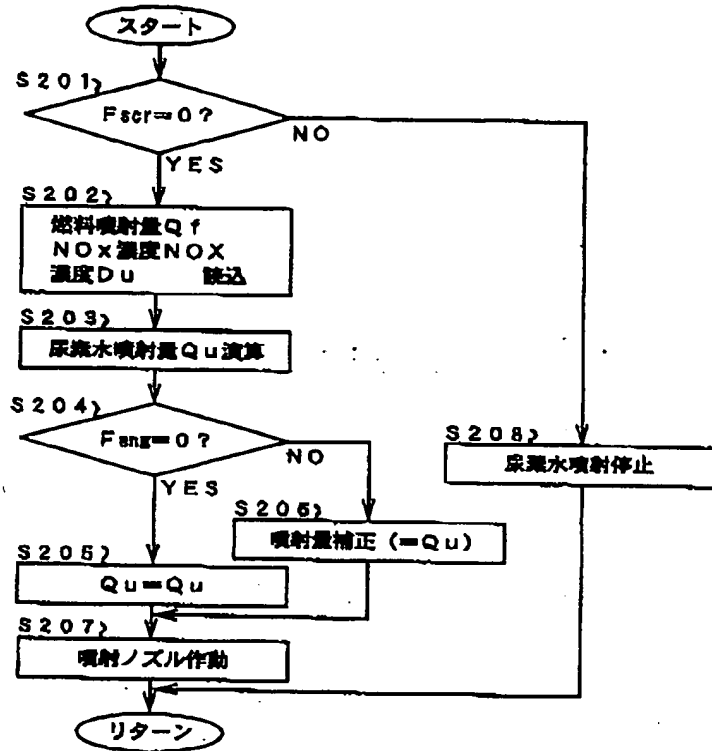 スタート
S201
Fscr=0?
NO
YES
S202
燃料噴射量Qf
NOx濃度NOX
濃度Du 読込
S203
尿素水噴射量Qu演算
S204
Feng=0?
NO
YES
S208
尿素水噴射停止
S206
噴射量補正(=Qu)
S205
Qu=Qu
S207
噴射ノズル作動
リターン